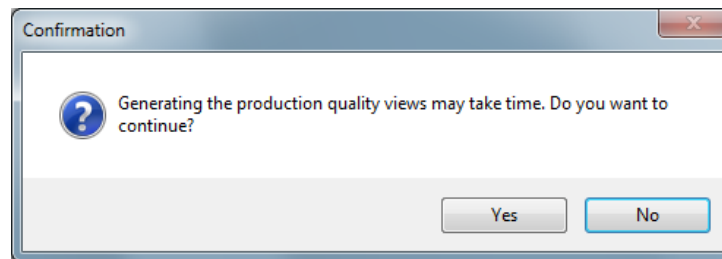 Confirmation
Generating the production quality views may take time. Do you want to
continue?
Yes
No